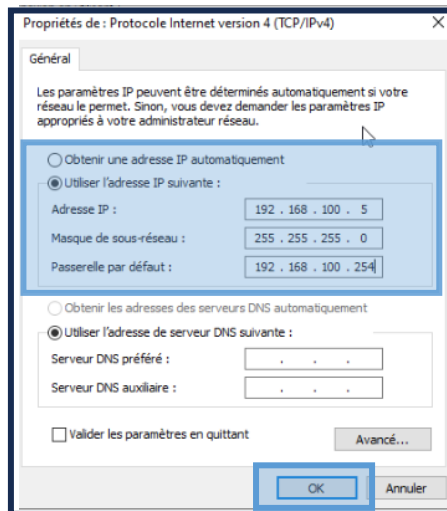 Propriétés de : Protocole Internet version 4 (TCP/IPv4)
Général
Les paramètres IP peuvent être déterminés automatiquement si votre
réseau le permet. Sinon, vous devez demander les paramètres IP
appropriés à votre administrateur réseau.
Obtenir une adresse IP automatiquement
Utiliser l'adresse IP suivante :
Adresse IP : 192 . 168 . 100 . 5
Masque de sous-réseau : 255 . 255 . 255 . 0
Passerelle par défaut : 192 . 168 . 100 . 254
Obtenir les adresses des serveurs DNS automatiquement
Utiliser l'adresse de serveur DNS suivante :
Serveur DNS préféré : . . .
Serveur DNS auxiliaire : . . .
Valider les paramètres en quittant
Avancé...
OK Annuler